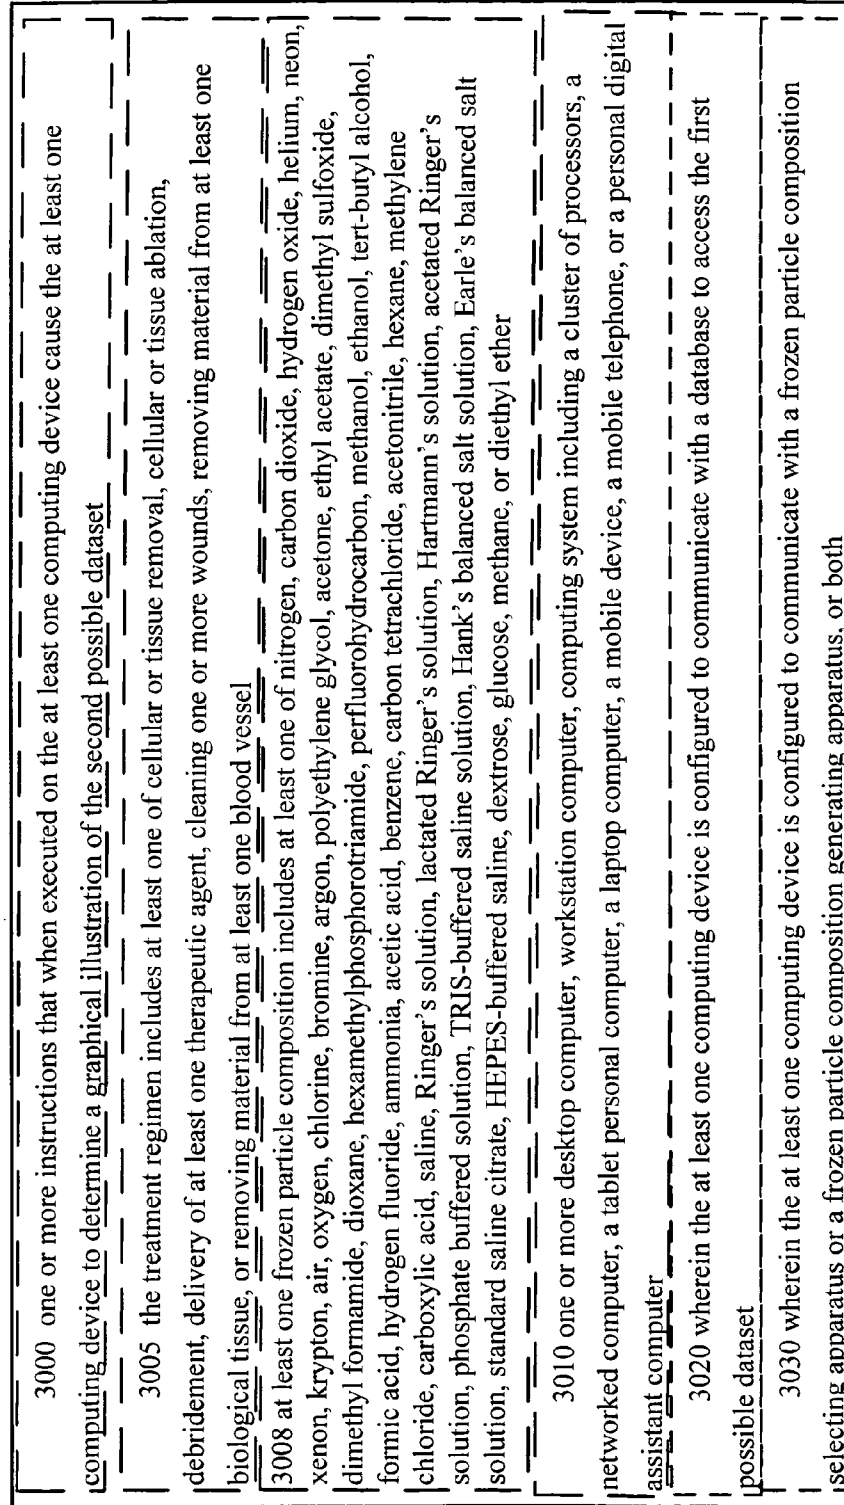 3000 one or more instructions that when executed on the at least one computing device cause the at least one
computing device to determine a graphical illustration of the second possible dataset
3005 the treatment regimen includes at least one of cellular or tissue removal, cellular or tissue ablation,
debridement, delivery of at least one therapeutic agent, cleaning one or more wounds, removing material from at least one
biological tissue, or removing material from at least one blood vessel
3008 at least one frozen particle composition includes at least one of nitrogen, carbon dioxide, hydrogen oxide, helium, neon,
xenon, krypton, air, oxygen, chlorine, bromine, argon, polyethylene glycol, acetone, ethyl acetate, dimethyl sulfoxide,
dimethyl formamide, dioxane, hexamethylphosphorotriamide, perfluorohydrocarbon, methanol, ethanol, tert-butyl alcohol,
formic acid, hydrogen fluoride, ammonia, acetic acid, benzene, carbon tetrachloride, acetonitrile, hexane, methylene
chloride, carboxylic acid, saline, Ringer's solution, lactated Ringer's solution, Hartmann's solution, acetated Ringer's
solution, phosphate buffered solution, TRIS-buffered saline solution, Hank's balanced salt solution, Earle's balanced salt
solution, standard saline citrate, HEPES-buffered saline, dextrose, glucose, methane, or diethyl ether
3010 one or more desktop computer, workstation computer, computing system including a cluster of processors, a
networked computer, a tablet personal computer, a laptop computer, a mobile device, a mobile telephone, or a personal digital
assistant computer
3020 wherein the at least one computing device is configured to communicate with a database to access the first
possible dataset
3030 wherein the at least one computing device is configured to communicate with a frozen particle composition
selecting apparatus or a frozen particle composition generating apparatus, or both